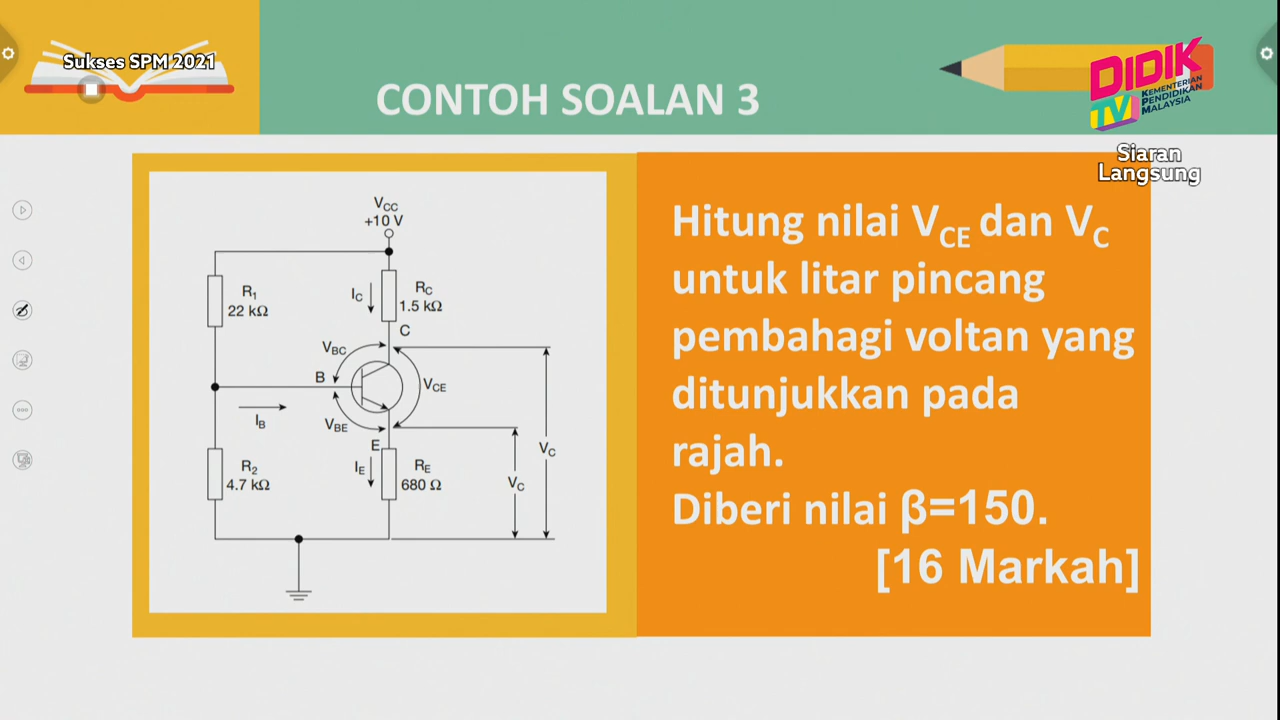 Sukses SPM 2021
CONTOH SOALAN 3
DIDIK
TV
KEMENTERIAN
PENDIDIKAN
MALAYSIA
Siaran
Langsung
VCC
+10 V
R1
22 kΩ
IC
RC
1.5 kΩ
C
VBC
B
VCE
IB
VBE
E
R2
4.7 kΩ
IE
RE
680 Ω
VC
VC
Hitung nilai VCE dan VC
untuk litar pincang
pembahagi voltan yang
ditunjukkan pada
rajah.
Diberi nilai β=150.
[16 Markah]